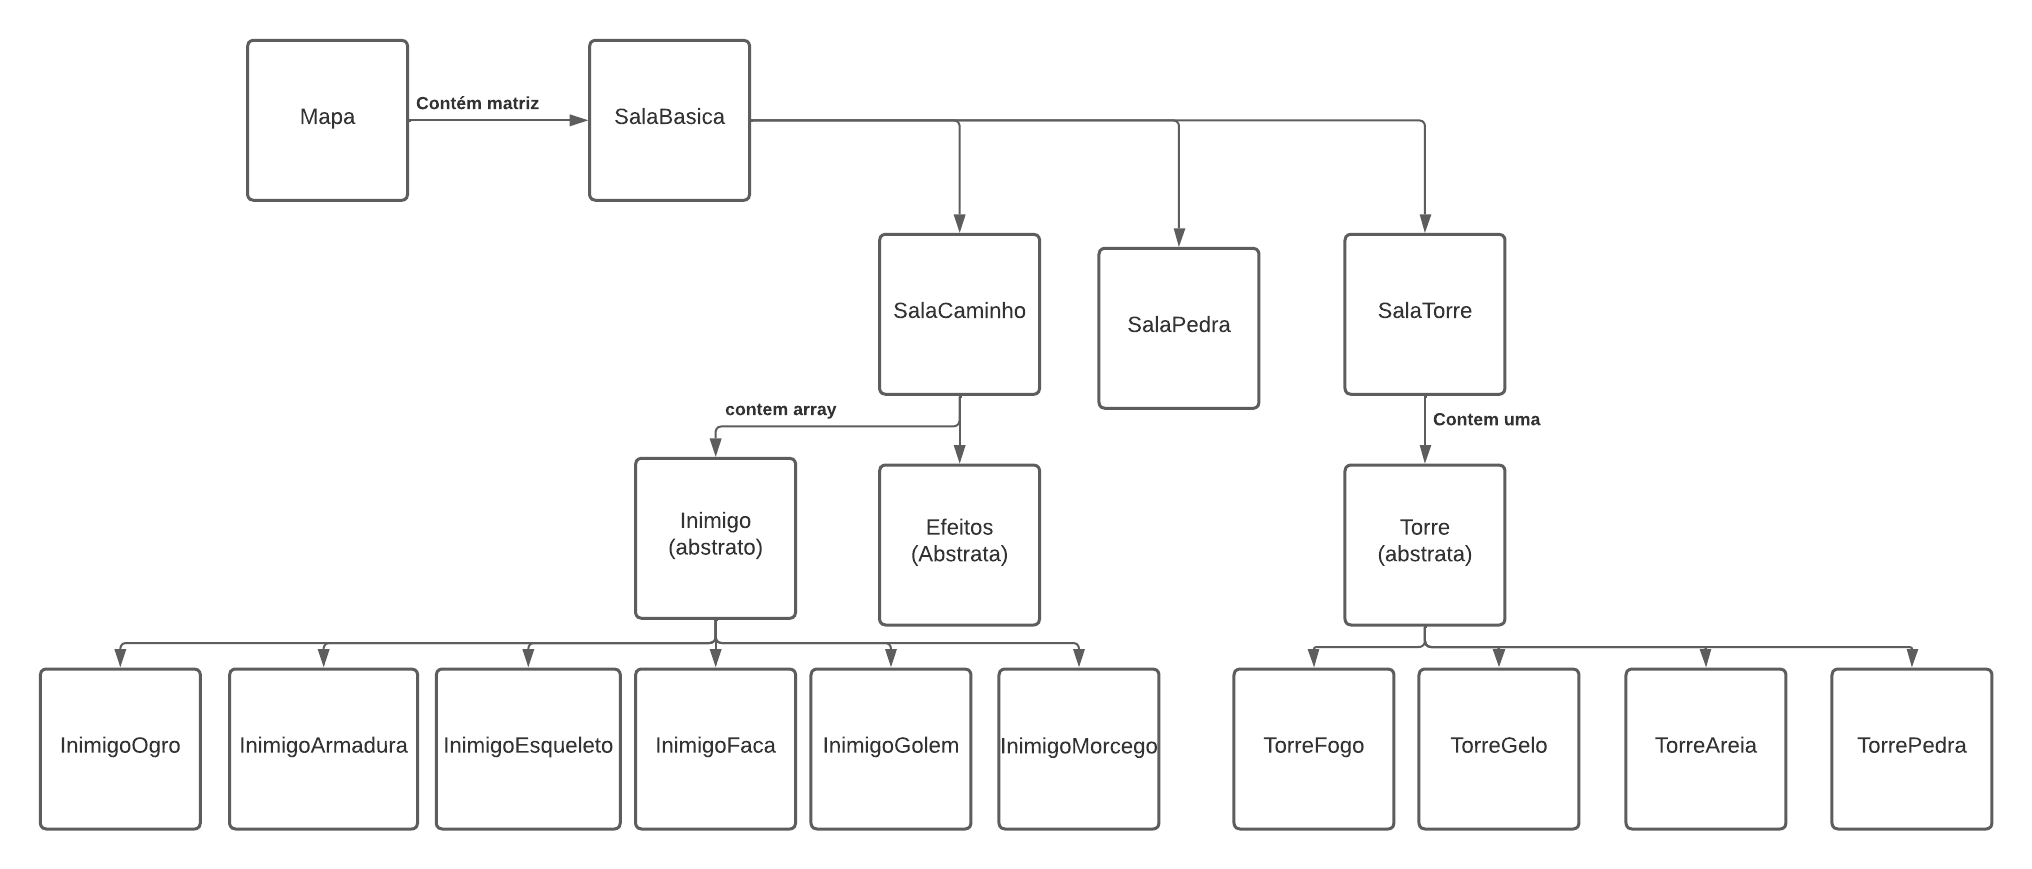 Mapa
Contém matriz
SalaBasica
SalaCaminho
SalaPedra
SalaTorre
contem array
Contem uma
Inimigo
(abstrato)
Efeitos
(Abstrata)
Torre
(abstrata)
InimigoOgro
InimigoArmadura
InimigoEsqueleto
InimigoFaca
InimigoGolem
InimigoMorcego
TorreFogo
TorreGelo
TorreAreia
TorrePedra